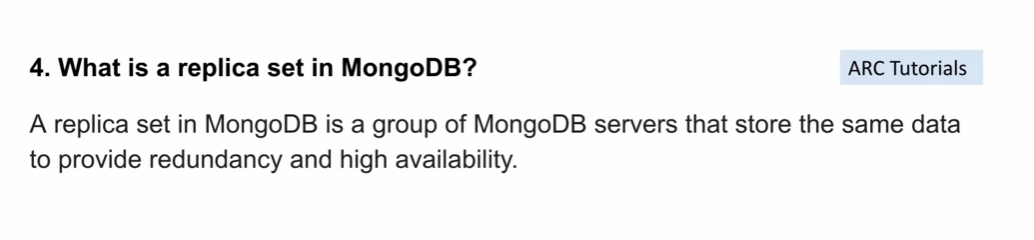 4. What is a replica set in MongoDB?
ARC Tutorials
A replica set in MongoDB is a group of MongoDB servers that store the same data
to provide redundancy and high availability.